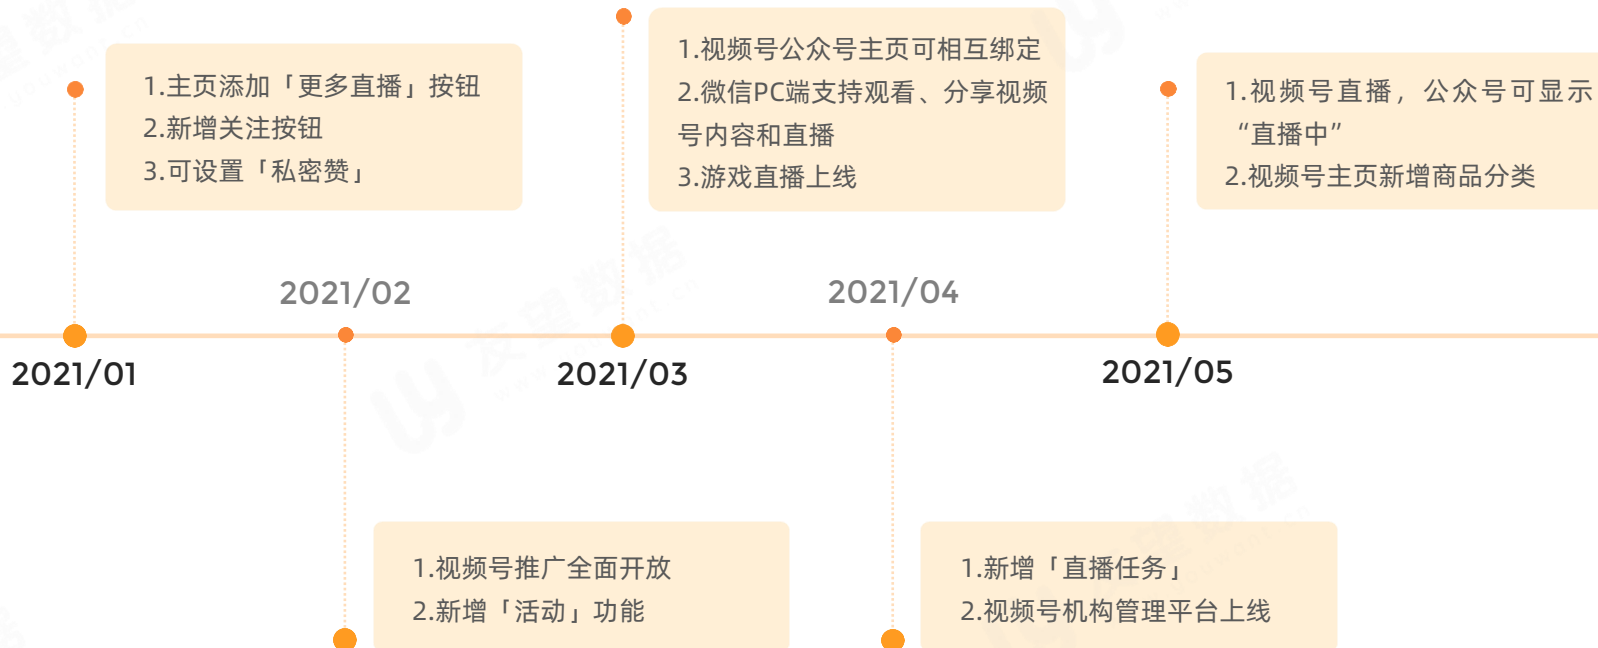 1.主页添加「更多直播」按钮
2.新增关注按钮
3.可设置「私密赞」
1.视频号公众号主页可相互绑定
2.微信PC端支持观看、分享视频
号内容和直播
3.游戏直播上线
1.视频号直播，公众号可显示
“直播中”
2.视频号主页新增商品分类
2021/02
2021/04
2021/01
2021/03
2021/05
友望数据
1.视频号推广全面开放
2.新增「活动」功能
1.新增「直播任务」
2.视频号机构管理平台上线